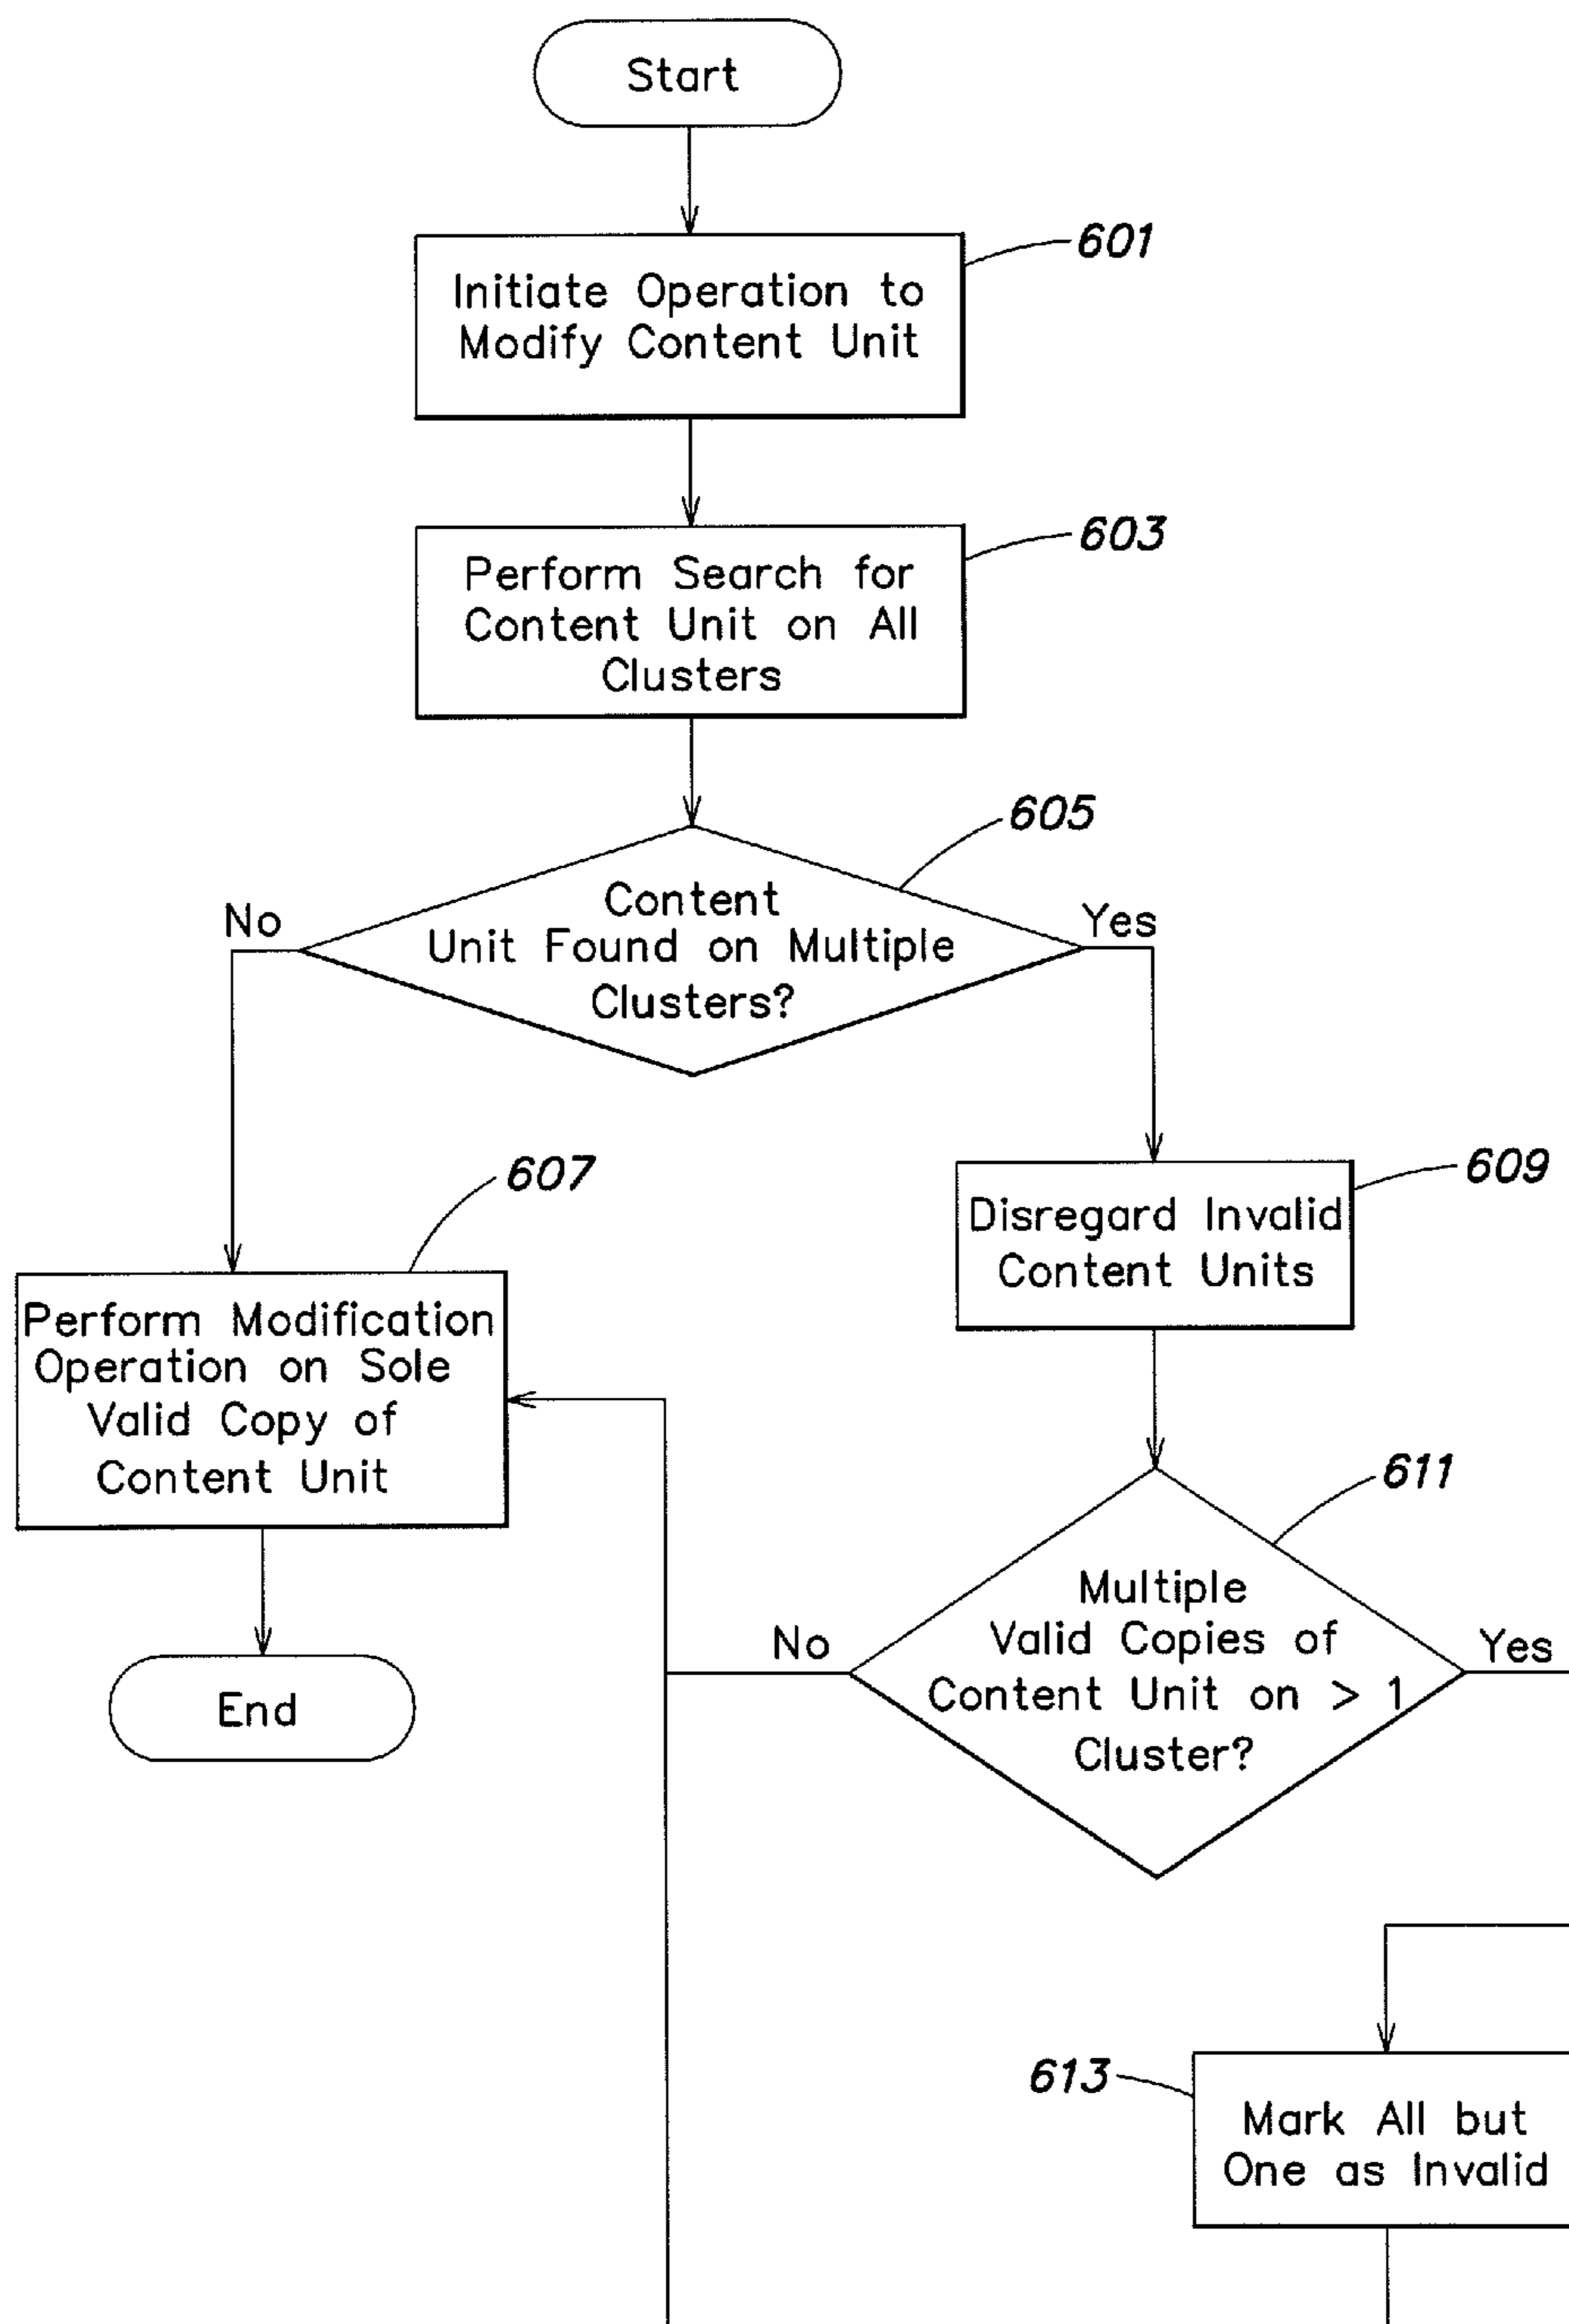 Start
601
Initiate Operation to
Modify Content Unit
603
Perform Search for
Content Unit on All
Clusters
605
Content
Unit Found on Multiple
Clusters?
No
Yes
607
Perform Modification
Operation on Sole
Valid Copy of
Content Unit
609
Disregard Invalid
Content Units
611
Multiple
Valid Copies of
Content Unit on > 1
Cluster?
No
Yes
End
613
Mark All but
One as Invalid